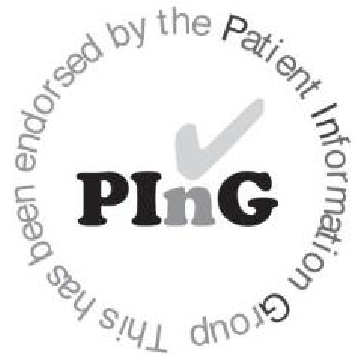 This has been endorsed by the Patient Information Group
PInG